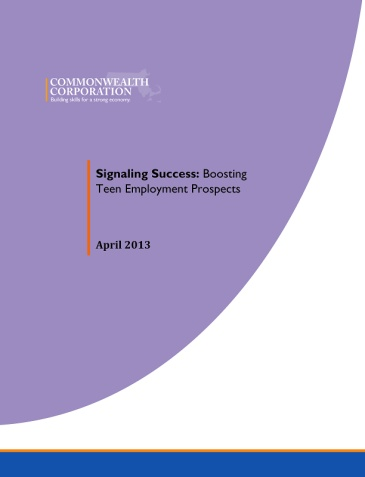 COMMONWEALTH
CORPORATION
Building skills for a strong economy.
Signaling Success: Boosting
Teen Employment Prospects
April 2013